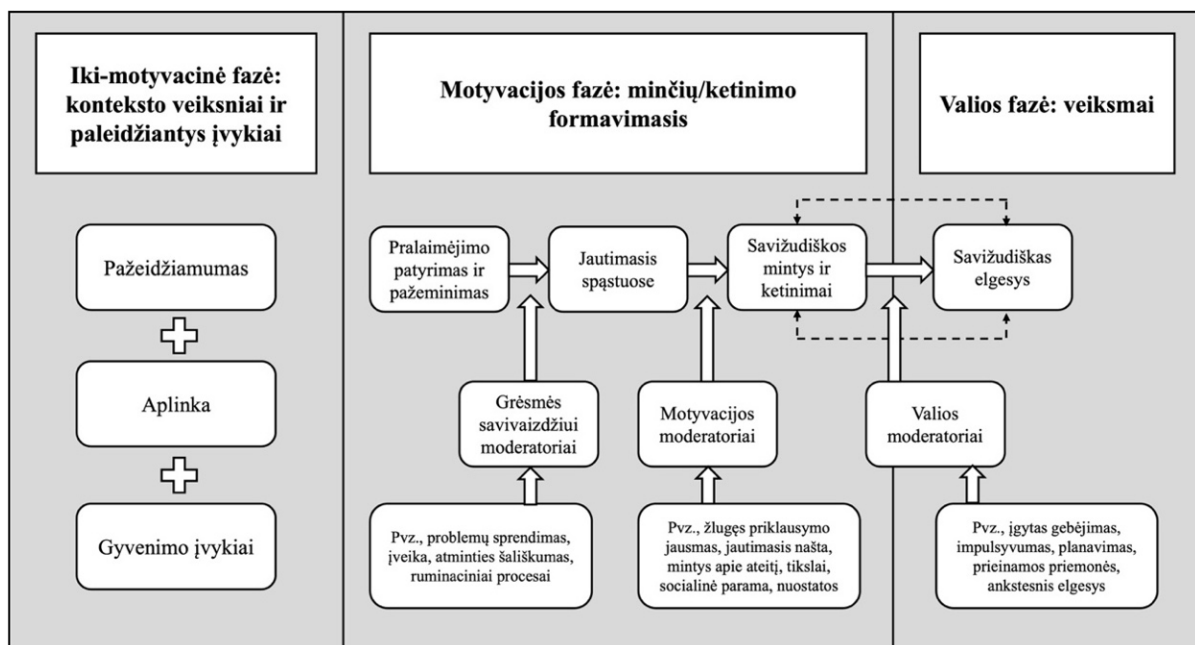 Iki-motyvacinė fazė:
konteksto veiksniai ir
paleidžiantys įvykiai
Motyvacijos fazė: minčių/ketinimo
formavimasis
Valios fazė: veiksmai
Pažeidžiamumas
Aplinka
Gyvenimo įvykiai
Pralaimėjimo
patyrimas ir
pažeminimas
Jautimasis
spąstuose
Savižudiškos
mintys ir
ketinimai
Savižudiškas
elgesys
Grėsmės
savivaizdžiui
moderatoriai
Motyvacijos
moderatoriai
Valios
moderatoriai
Pvz., problemų sprendimas,
įveika, atminties šališkumas,
ruminaciniai procesai
Pvz., žlugęs priklausymo
jausmas, jautimasis našta,
mintys apie ateitį, tikslai,
socialinė parama, nuostatos
Pvz., įgytas gebėjimas,
impulsyvumas, planavimas,
prieinamos priemonės,
ankstesnis elgesys